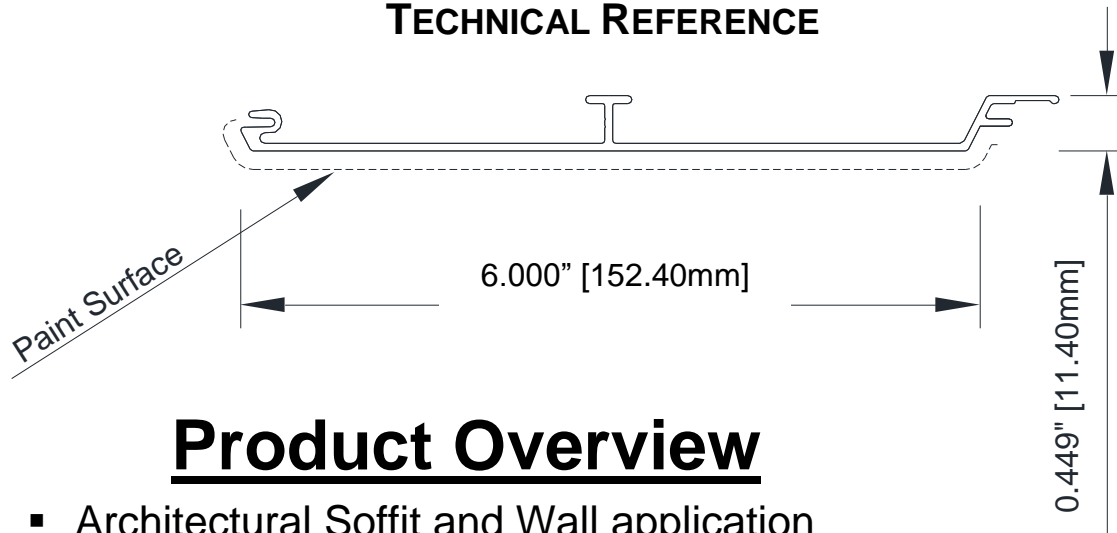 TECHNICAL REFERENCE
Paint Surface
6.000” [152.40mm]
0.449" [11.40mm]
Product Overview
▪ Architectural Soffit and Wall application